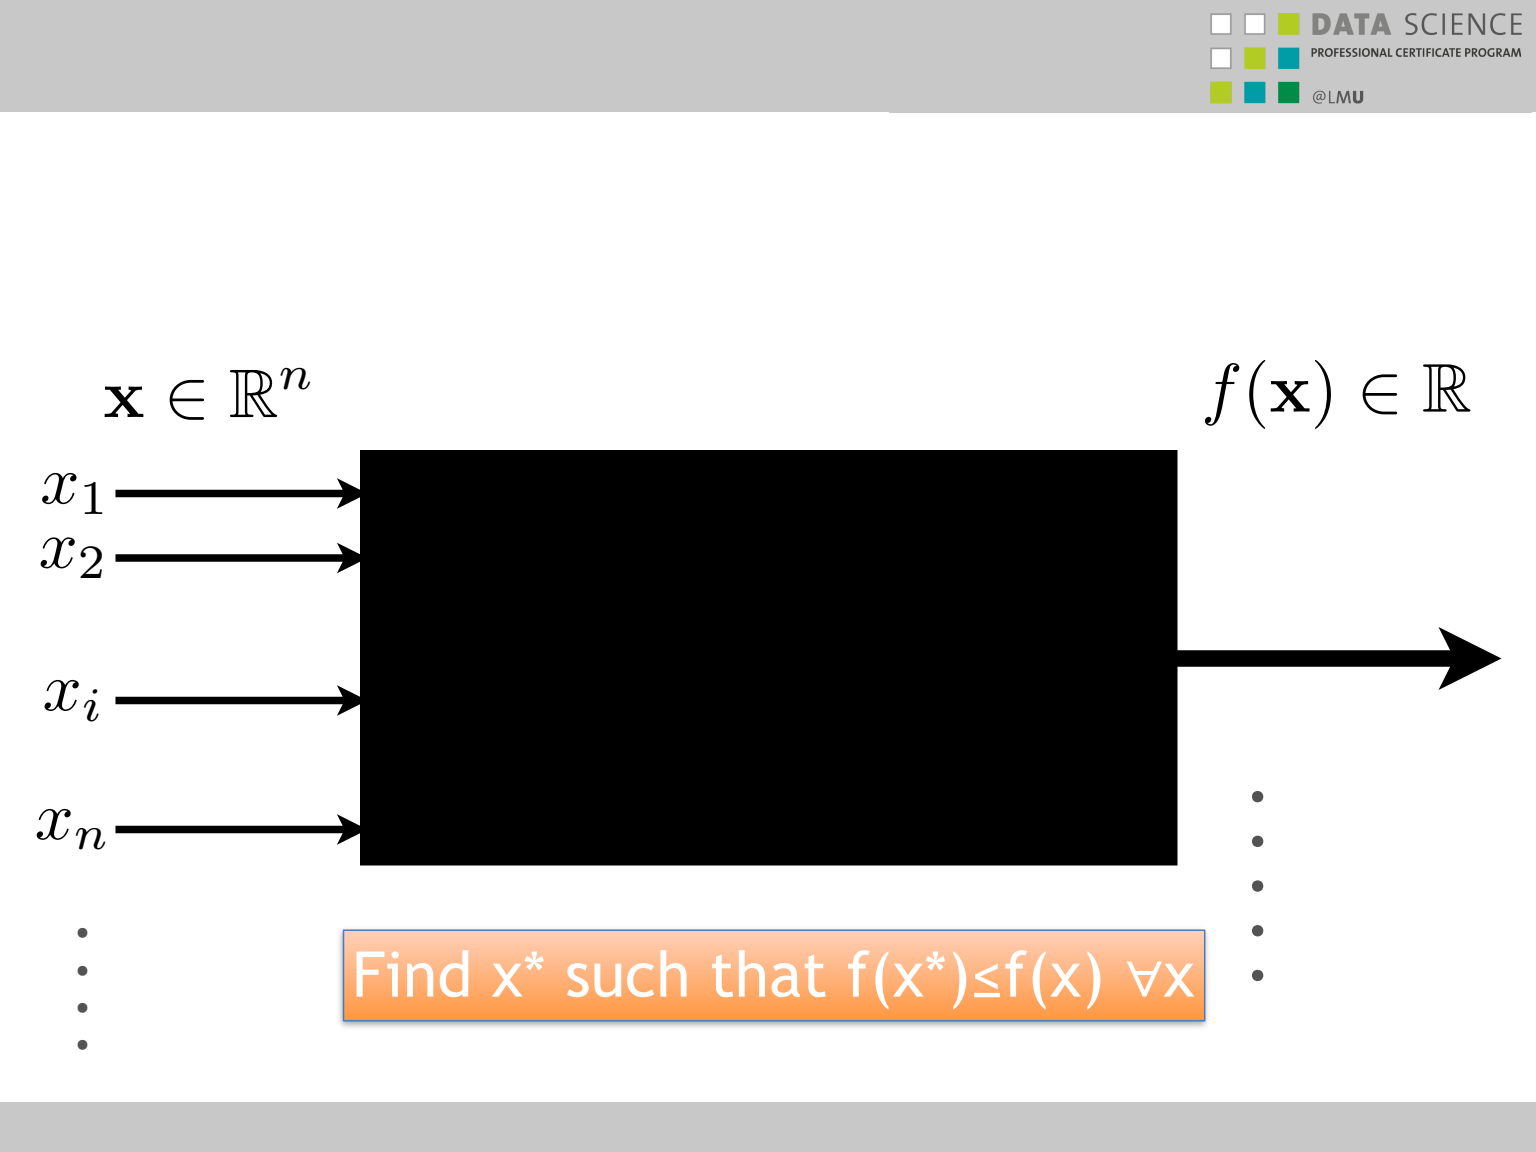 DATA SCIENCE
PROFESSIONAL CERTIFICATE PROGRAM
@LMU
𝐱 ∈ ℝⁿ
f(𝐱) ∈ ℝ
x₁
x₂
xᵢ
xₙ
Find x* such that f(x*)≤f(x) ∀x